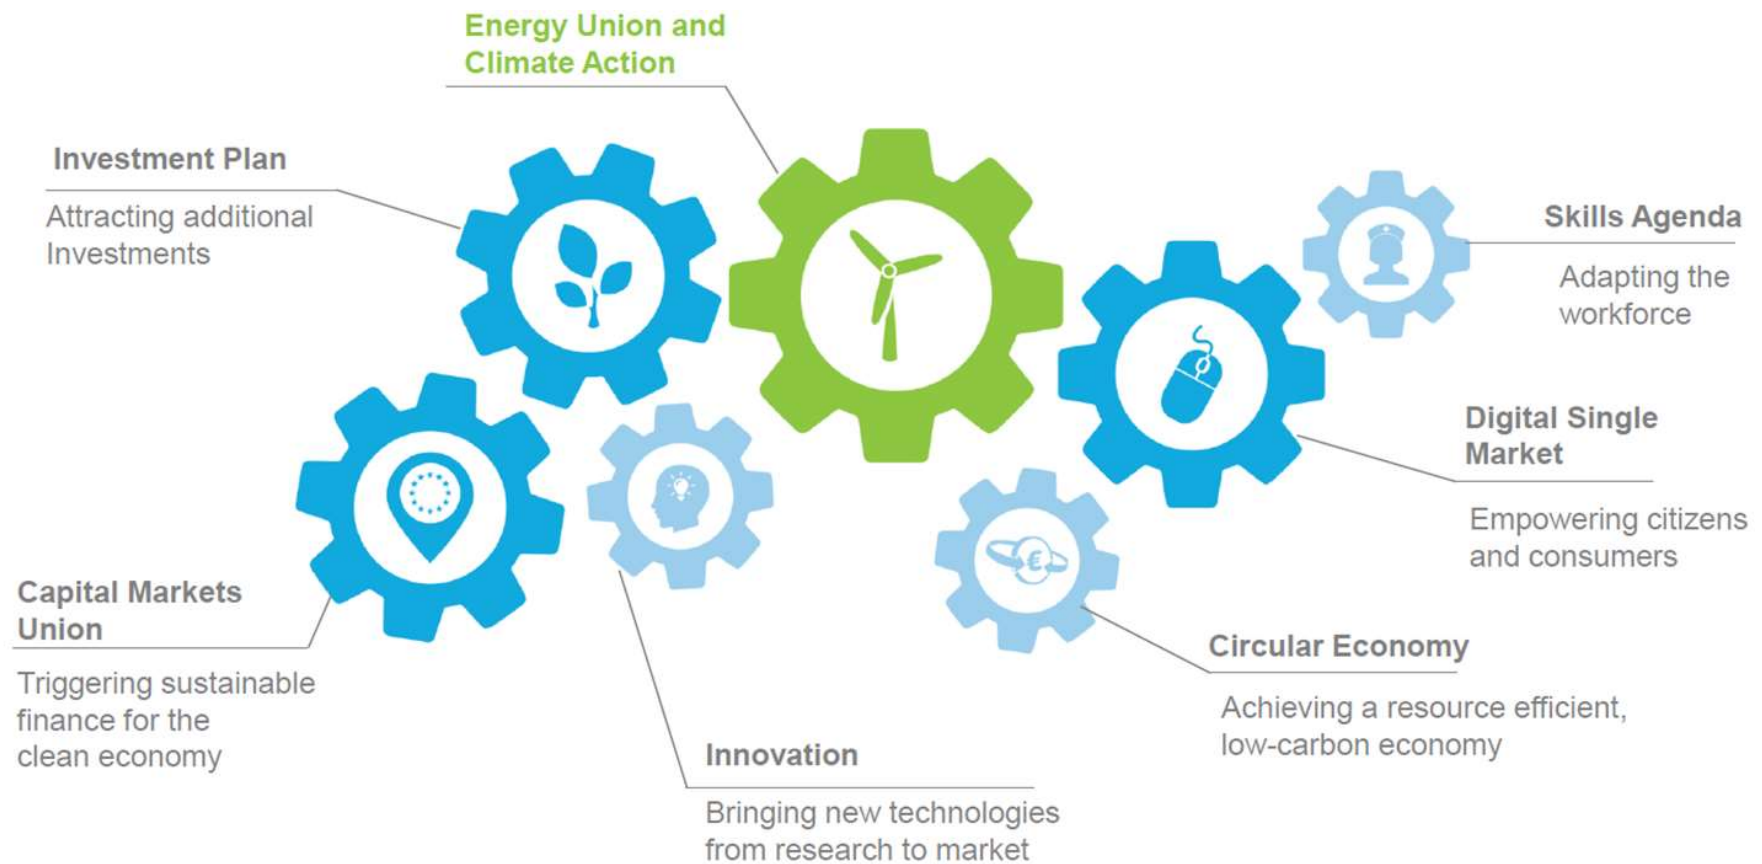 Energy Union and
Climate Action
Investment Plan
Attracting additional
Investments
Skills Agenda
Adapting the
workforce
Digital Single
Market
Empowering citizens
and consumers
Capital Markets
Union
Triggering sustainable
finance for the
clean economy
Circular Economy
Achieving a resource efficient,
low-carbon economy
Innovation
Bringing new technologies
from research to market
€